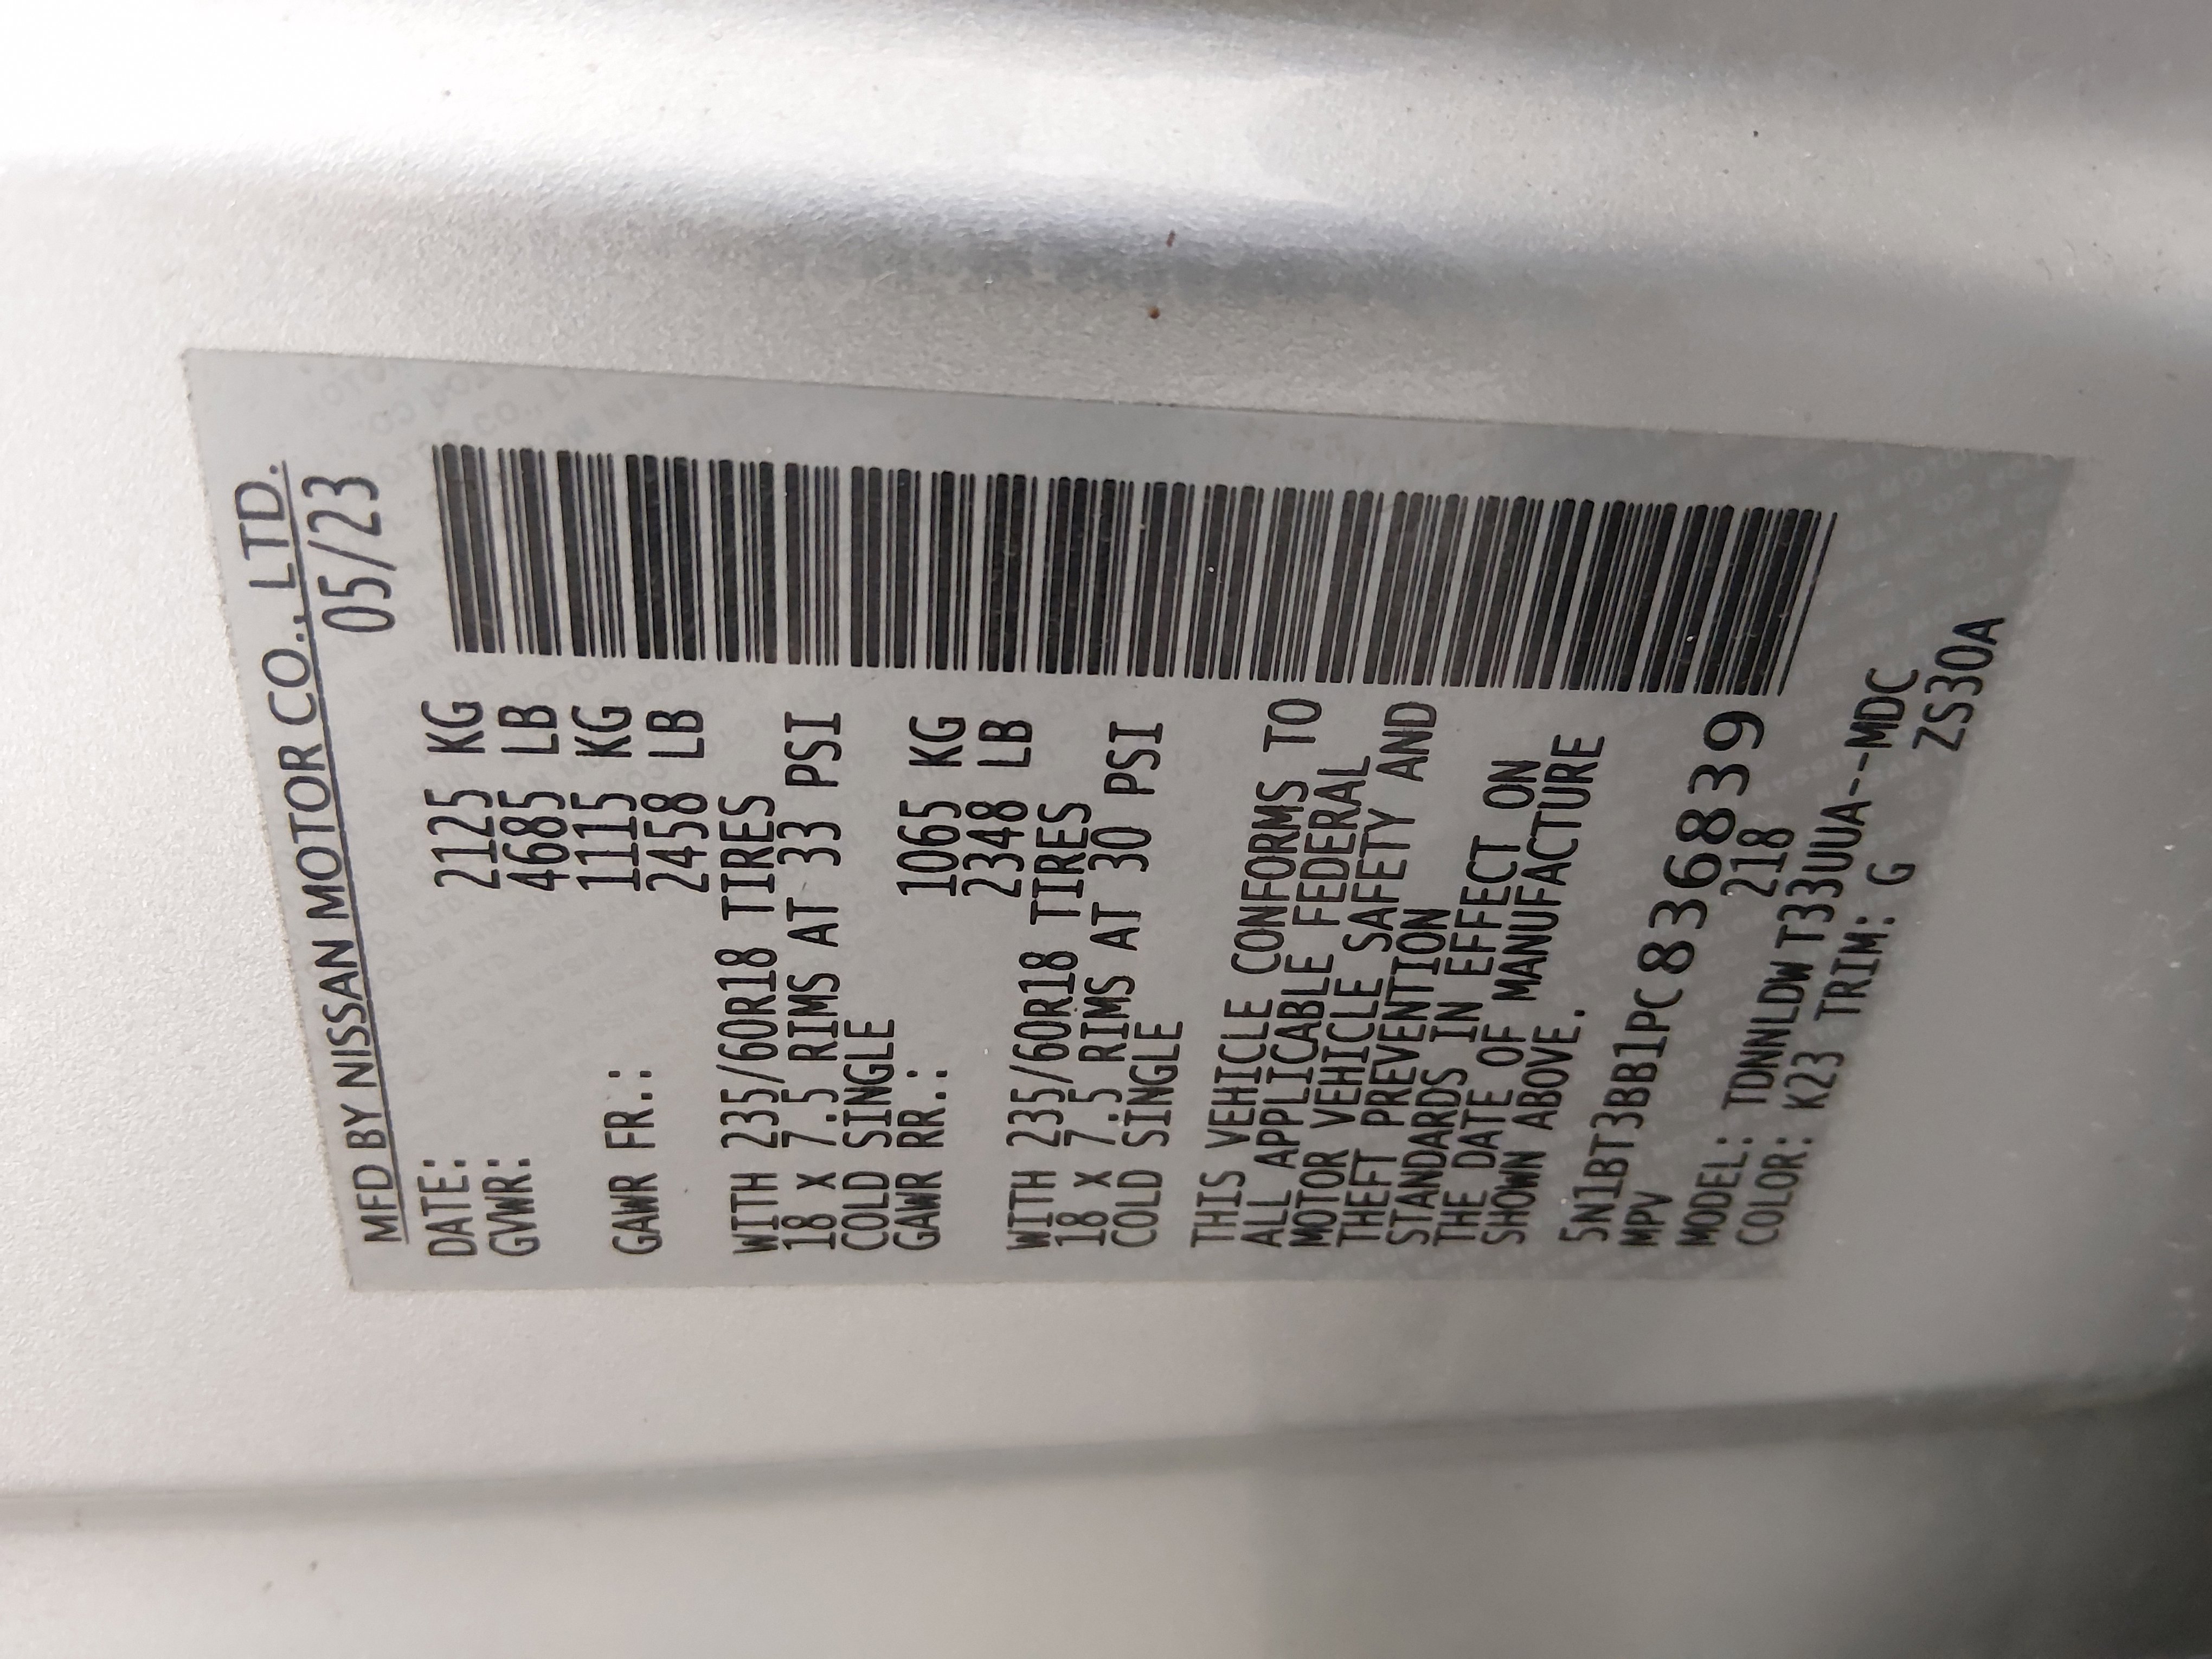 MFD BY NISSAN MOTOR CO., LTD.
DATE: 05/23
GVWR: 2125 KG
4685 LB
1115 KG
GAWR FR.: 2458 LB
WITH 235/60R18 TIRES
18 X 7.5 RIMS AT 33 PSI
COLD SINGLE
GAWR RR.: 1065 KG
2348 LB
WITH 235/60R18 TIRES
18 X 7.5 RIMS AT 30 PSI
COLD SINGLE
THIS VEHICLE CONFORMS TO
ALL APPLICABLE FEDERAL
MOTOR VEHICLE SAFETY AND
THEFT PREVENTION
STANDARDS IN EFFECT ON
THE DATE OF MANUFACTURE
SHOWN ABOVE.
5N1BT3BB1PC836839
MPV 218
MODEL: TDNNLDW T33UUA--MDC
COLOR: K23 TRIM: G ZS30A